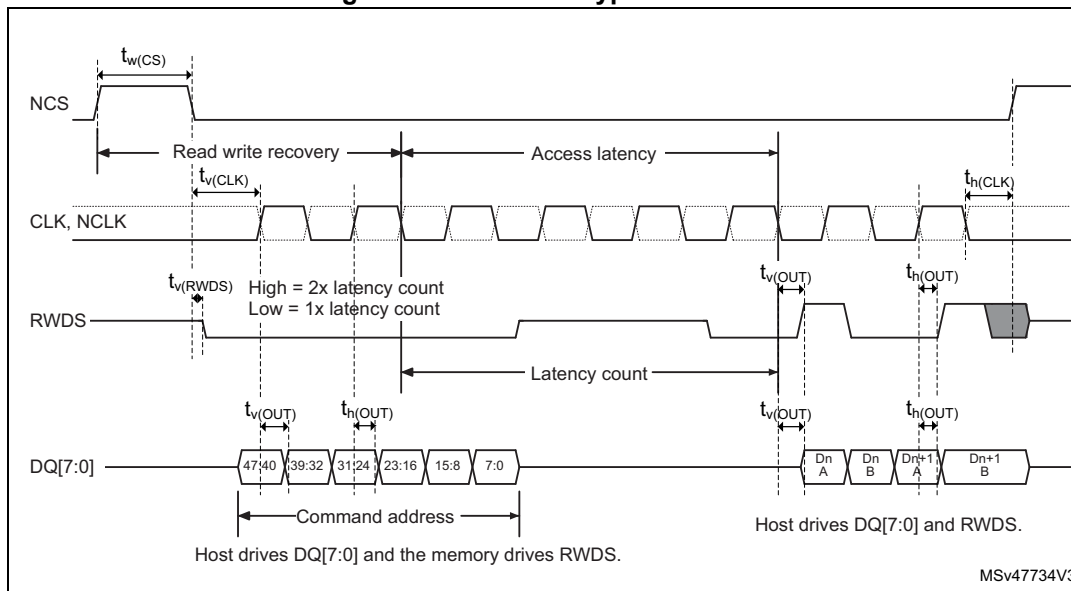 t_w(CS)
NCS
Read write recovery
Access latency
t_v(CLK)
t_h(CLK)
CLK, NCLK
t_v(RWDS)
High = 2x latency count
Low = 1x latency count
t_v(OUT)
t_h(OUT)
RWDS
Latency count
t_v(OUT)
t_h(OUT)
t_v(OUT)
t_h(OUT)
DQ[7:0]
47:40
39:32
31:24
23:16
15:8
7:0
Dn
A
Dn
B
Dn+1
A
Dn+1
B
Command address
Host drives DQ[7:0] and RWDS.
Host drives DQ[7:0] and the memory drives RWDS.
MSv47734V3